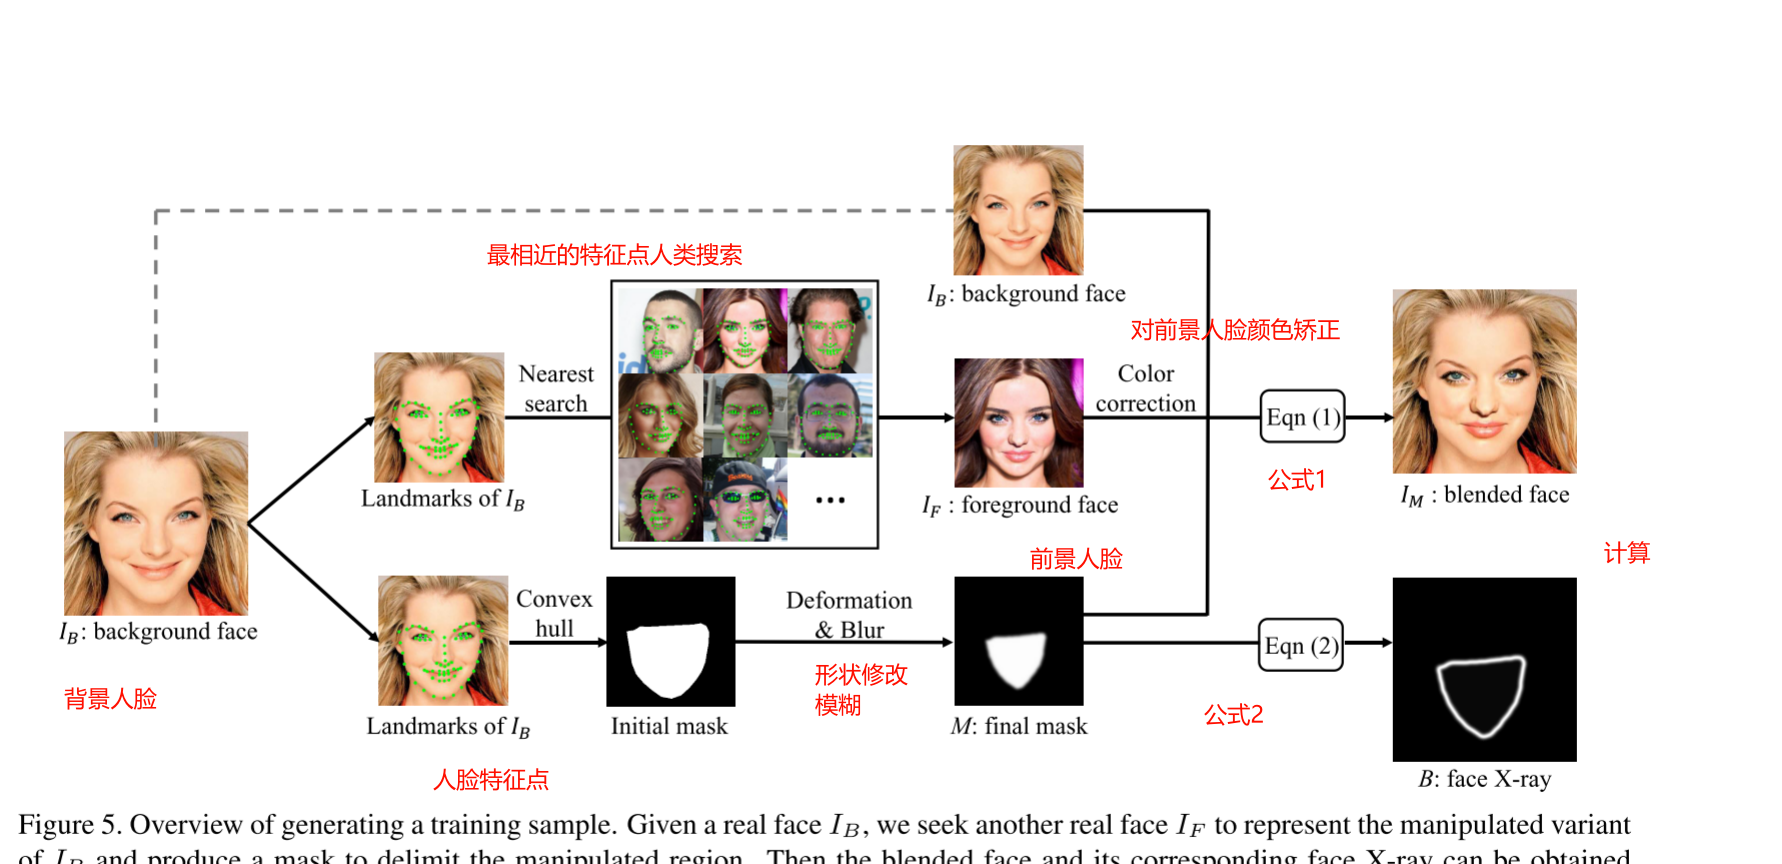 最相近的特征点人类搜索
I_B: background face
对前景人脸颜色矫正
Nearest
search
Color
correction
Eqn (1)
Landmarks of I_B
I_F : foreground face
公式1
I_M : blended face
前景人脸
计算
Convex
hull
Deformation
& Blur
I_B: background face
Eqn (2)
形状修改
模糊
背景人脸
公式2
Landmarks of I_B
Initial mask
M: final mask
人脸特征点
B: face X-ray
Figure 5. Overview of generating a training sample. Given a real face I_B, we seek another real face I_F to represent the manipulated variant
of I_B and produce a mask to delimit the manipulated region. Then the blended face and its corresponding face X-ray can be obtained